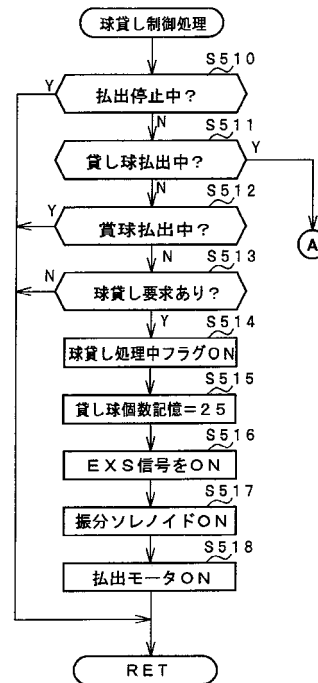 球貸し制御処理
S510
払出停止中？
Y
N
S511
貸し球払出中？
Y
N
S512
賞球払出中？
Y
A
N
S513
球貸し要求あり？
N
Y
S514
球貸し処理中フラグON
S515
貸し球個数記憶＝25
S516
EXS信号をON
S517
振分ソレノイドON
S518
払出モータON
RET